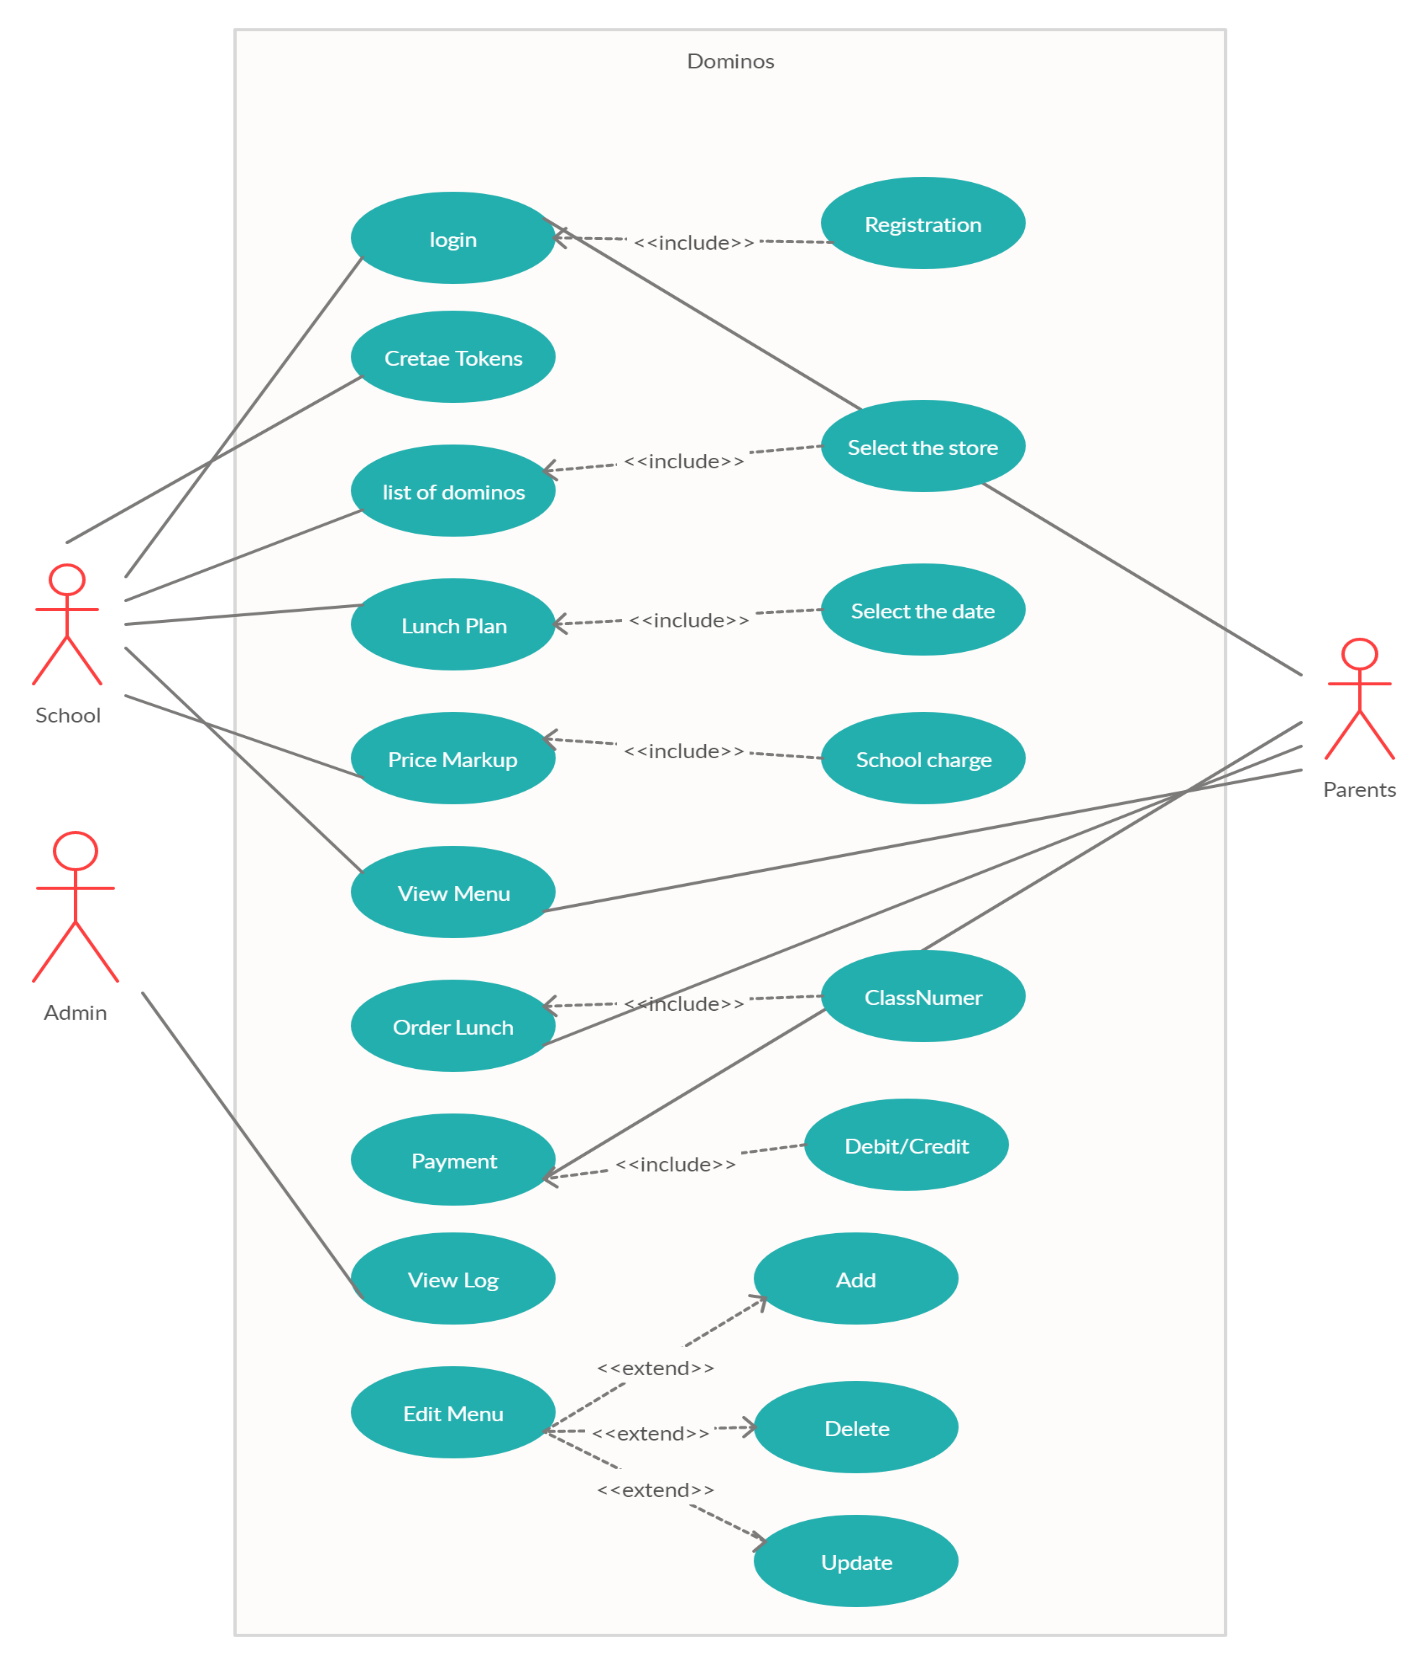 Dominos
login
<<include>>
Registration
Cretae Tokens
list of dominos
<<include>>
Select the store
Lunch Plan
<<include>>
Select the date
School
Price Markup
<<include>>
School charge
Parents
View Menu
Admin
Order Lunch
<<include>>
ClassNumer
Payment
<<include>>
Debit/Credit
View Log
Add
<<extend>>
Edit Menu
<<extend>>
Delete
<<extend>>
Update